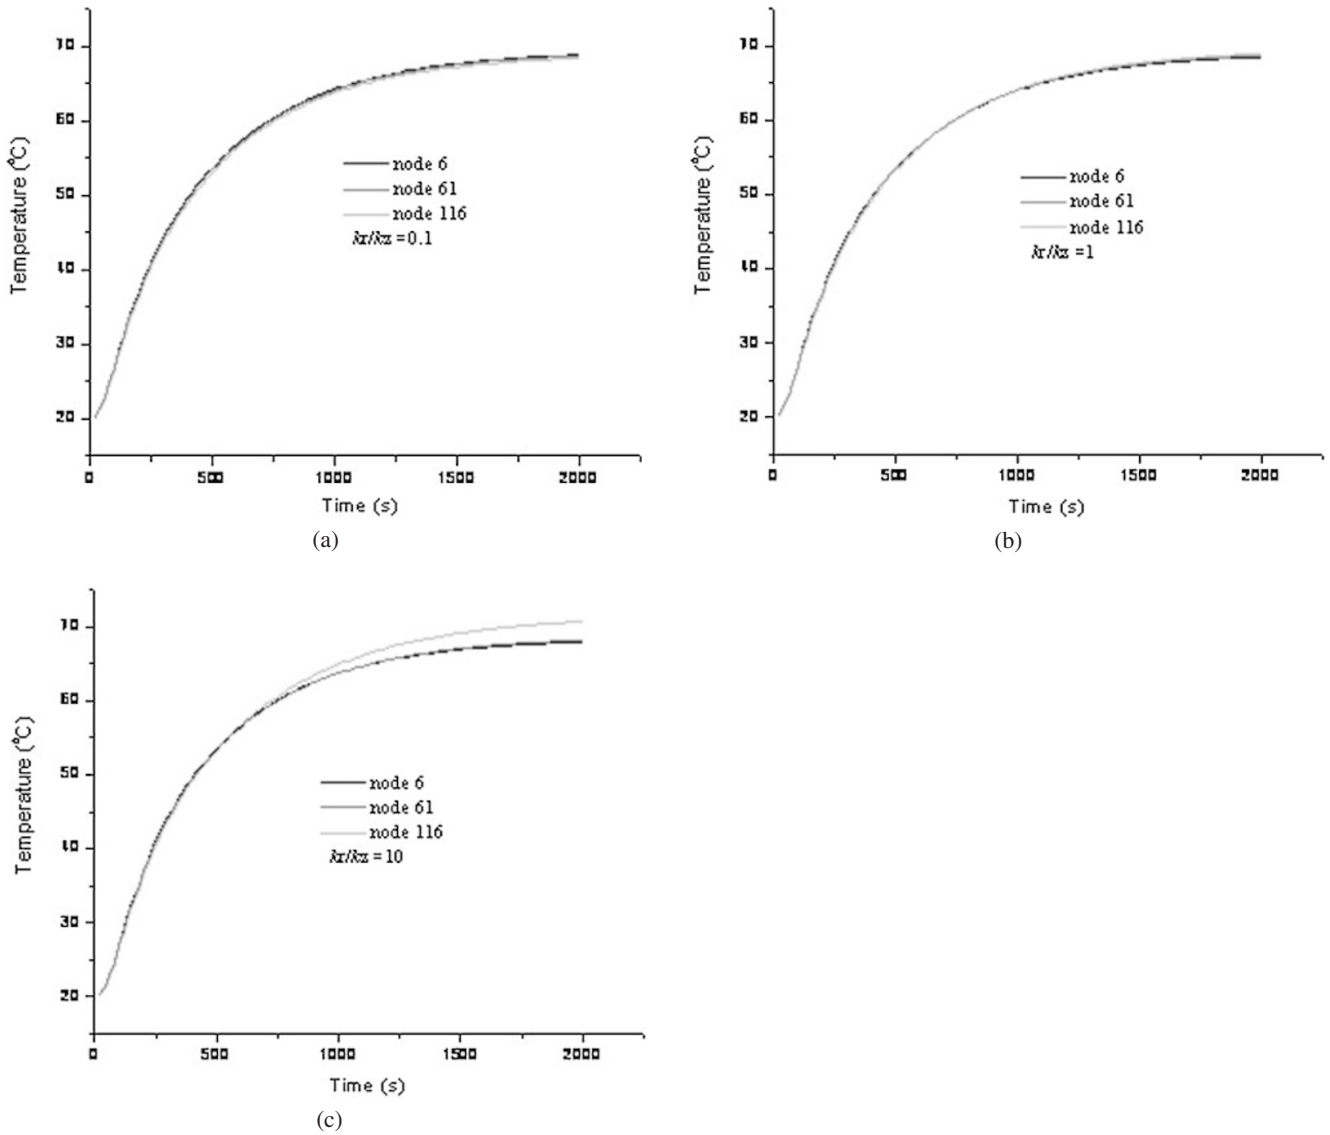 70
60
50
40
30
20
Temperature (°C)
node 6
node 61
node 116
kr/kz = 0.1
0 500 1000 1500 2000
Time (s)
(a)
70
60
50
40
30
20
Temperature (°C)
node 6
node 61
node 116
kr/kz =1
0 500 1000 1500 2000
Time (s)
(b)
70
60
50
40
30
20
Temperature (°C)
node 6
node 61
node 116
kr/kz = 10
0 500 1000 1500 2000
Time (s)
(c)